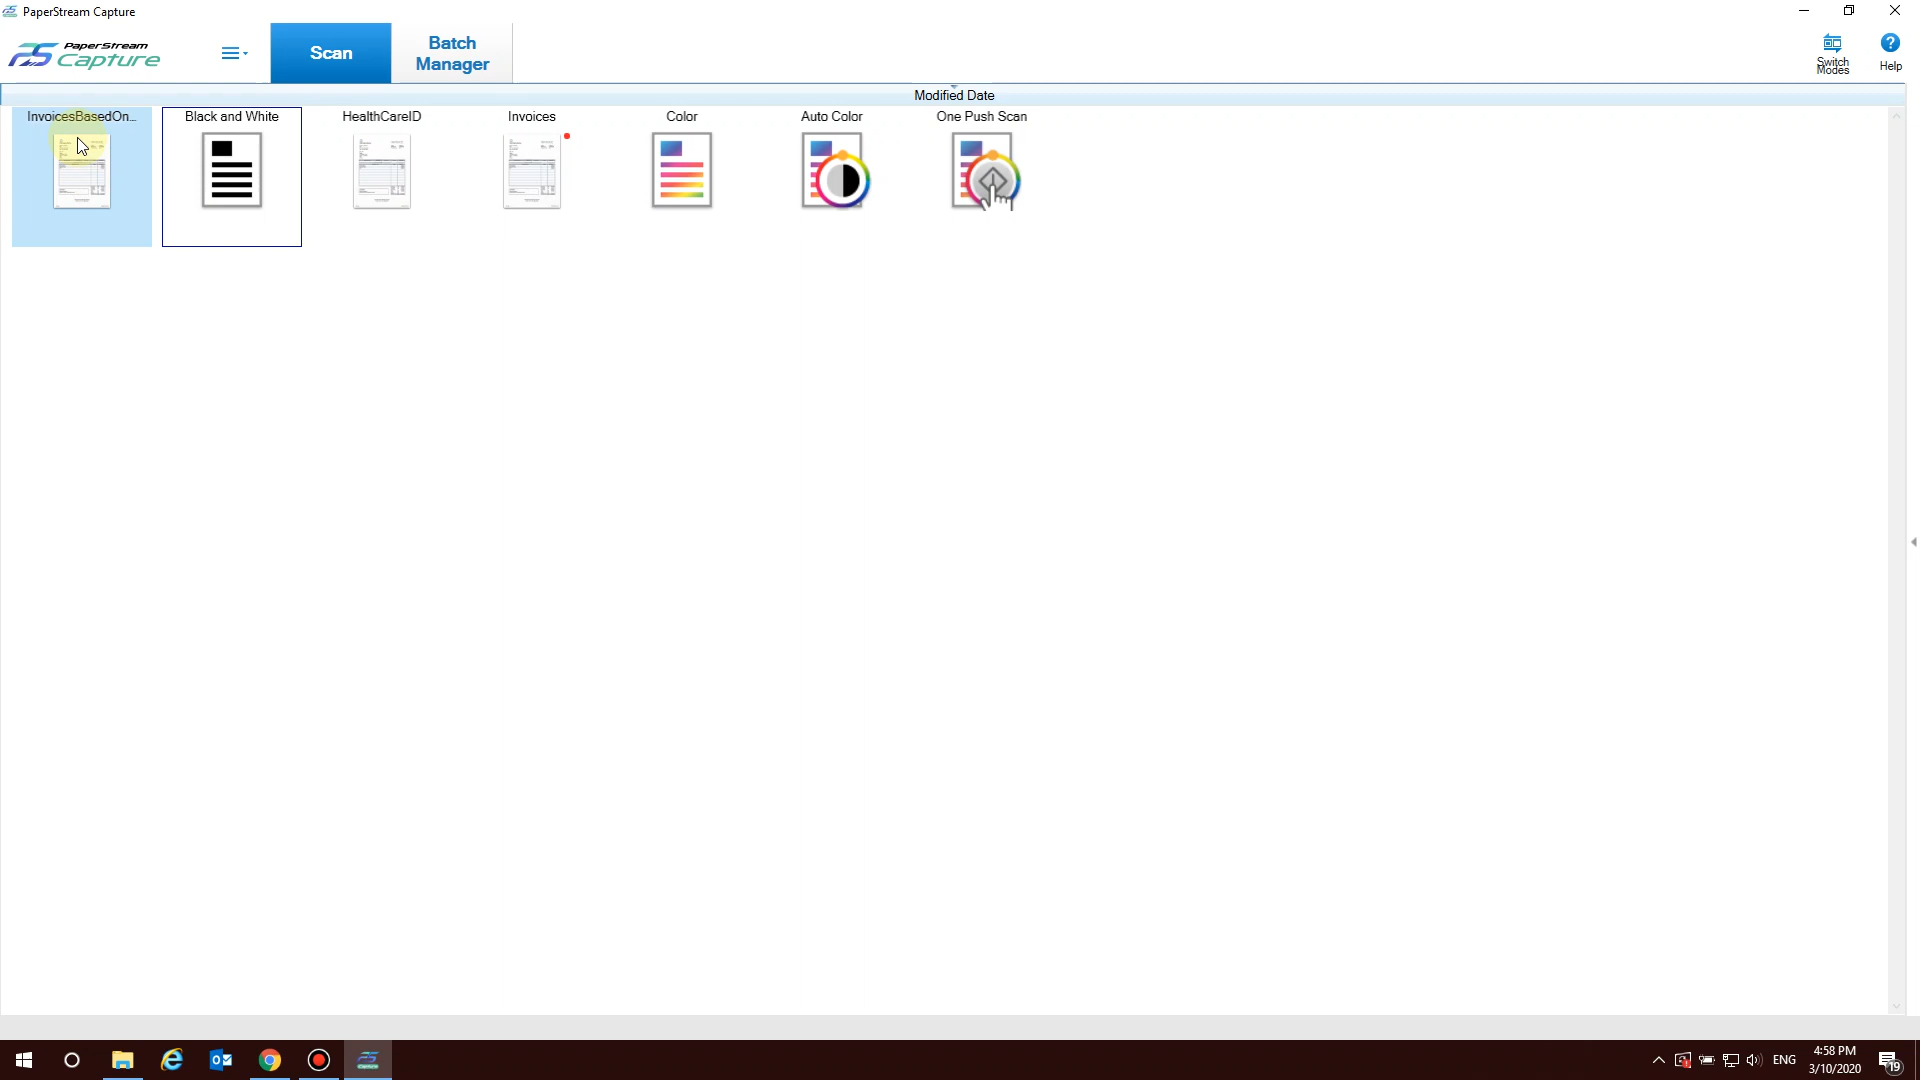 PaperStream Capture
PaperStream
Capture
Scan
Batch
Manager
Switch
Modes
Help
Modified Date
InvoicesBasedOn...
Black and White
HealthCareID
Invoices
Color
Auto Color
One Push Scan
ENG
4:58 PM
3/10/2020
19